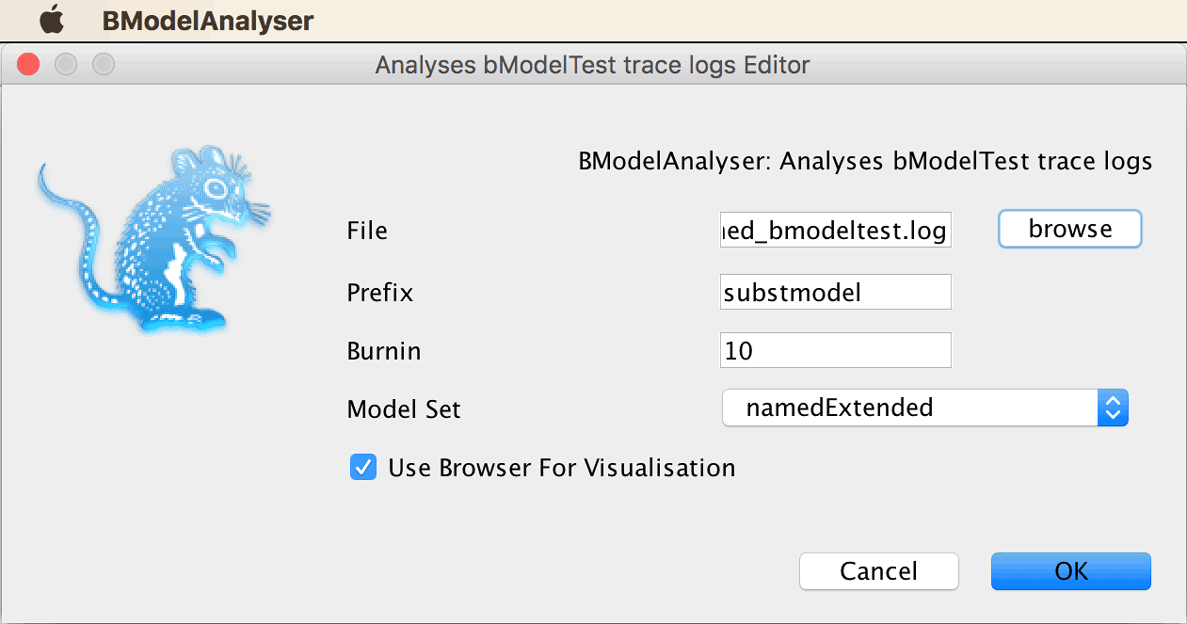 BModelAnalyser
Analyses bModelTest trace logs Editor
BModelAnalyser: Analyses bModelTest trace logs
File
ned_bmodeltest.log
browse
Prefix
substmodel
Burnin
10
Model Set
namedExtended
Use Browser For Visualisation
Cancel
OK